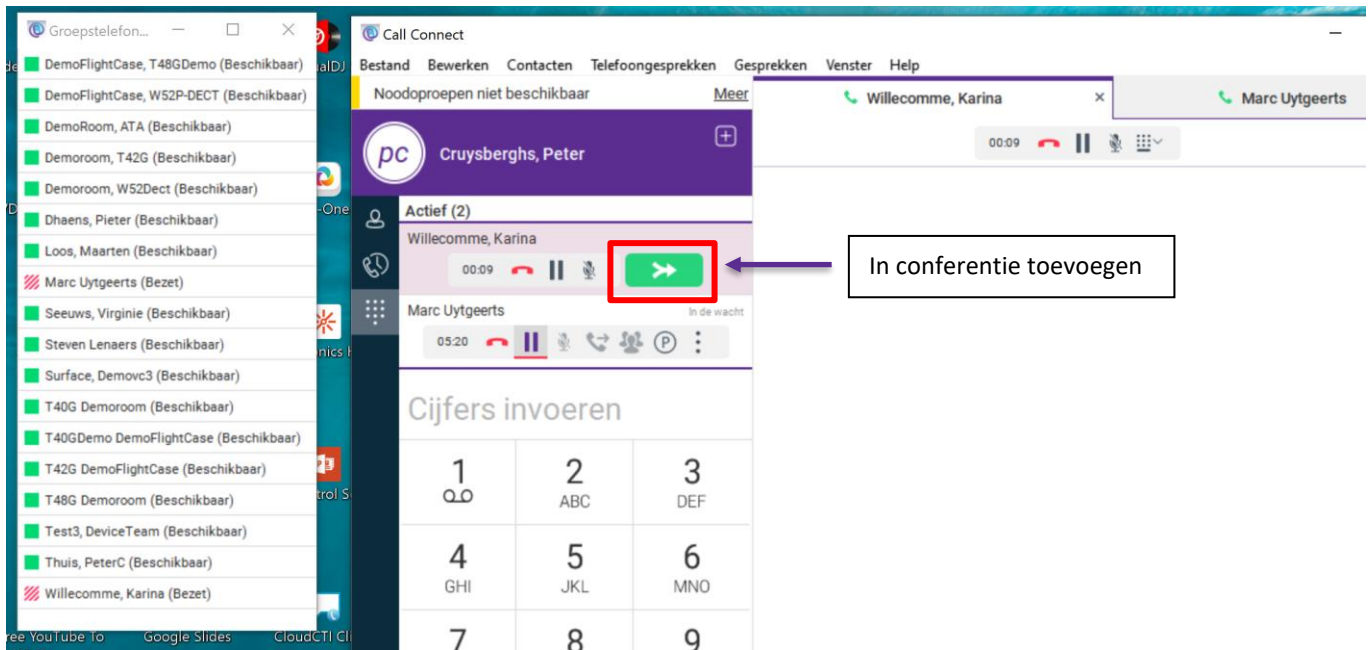 Groepstelefon...
DemoFlightCase, T48GDemo (Beschikbaar)
DemoFlightCase, W52P-DECT (Beschikbaar)
DemoRoom, ATA (Beschikbaar)
Demoroom, T42G (Beschikbaar)
Demoroom, W52Dect (Beschikbaar)
Dhaens, Pieter (Beschikbaar)
Loos, Maarten (Beschikbaar)
Marc Uytgeerts (Bezet)
Seeuws, Virginie (Beschikbaar)
Steven Lenaers (Beschikbaar)
Surface, Demovc3 (Beschikbaar)
T40G Demoroom (Beschikbaar)
T40GDemo DemoFlightCase (Beschikbaar)
T42G DemoFlightCase (Beschikbaar)
T48G Demoroom (Beschikbaar)
Test3, DeviceTeam (Beschikbaar)
Thuis, PeterC (Beschikbaar)
Willecomme, Karina (Bezet)
ee YouTube To Google Slides CloudCTI Cli
alDJ
-One
nics
trol S
Call Connect
Bestand Bewerken Contacten Telefoongesprekken Gesprekken Venster Help
Noodoproepen niet beschikbaar Meer
pc Cruysberghs, Peter
Actief (2)
Willecomme, Karina
00:09
Marc Uytgeerts In de wacht
05:20 P
Cijfers invoeren
1 2 3
ABC DEF
4 5 6
GHI JKL MNO
7 8 9
Willecomme, Karina Marc Uytgeerts
00:09
In conferentie toevoegen